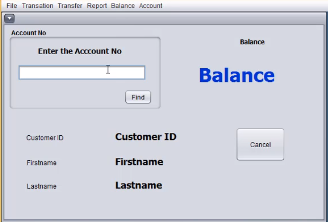 File Transation Transfer Report Balance Account
Account No
Enter the Acccount No
Balance
Balance
Find
Customer ID Customer ID
Cancel
Firstname Firstname
Lastname Lastname